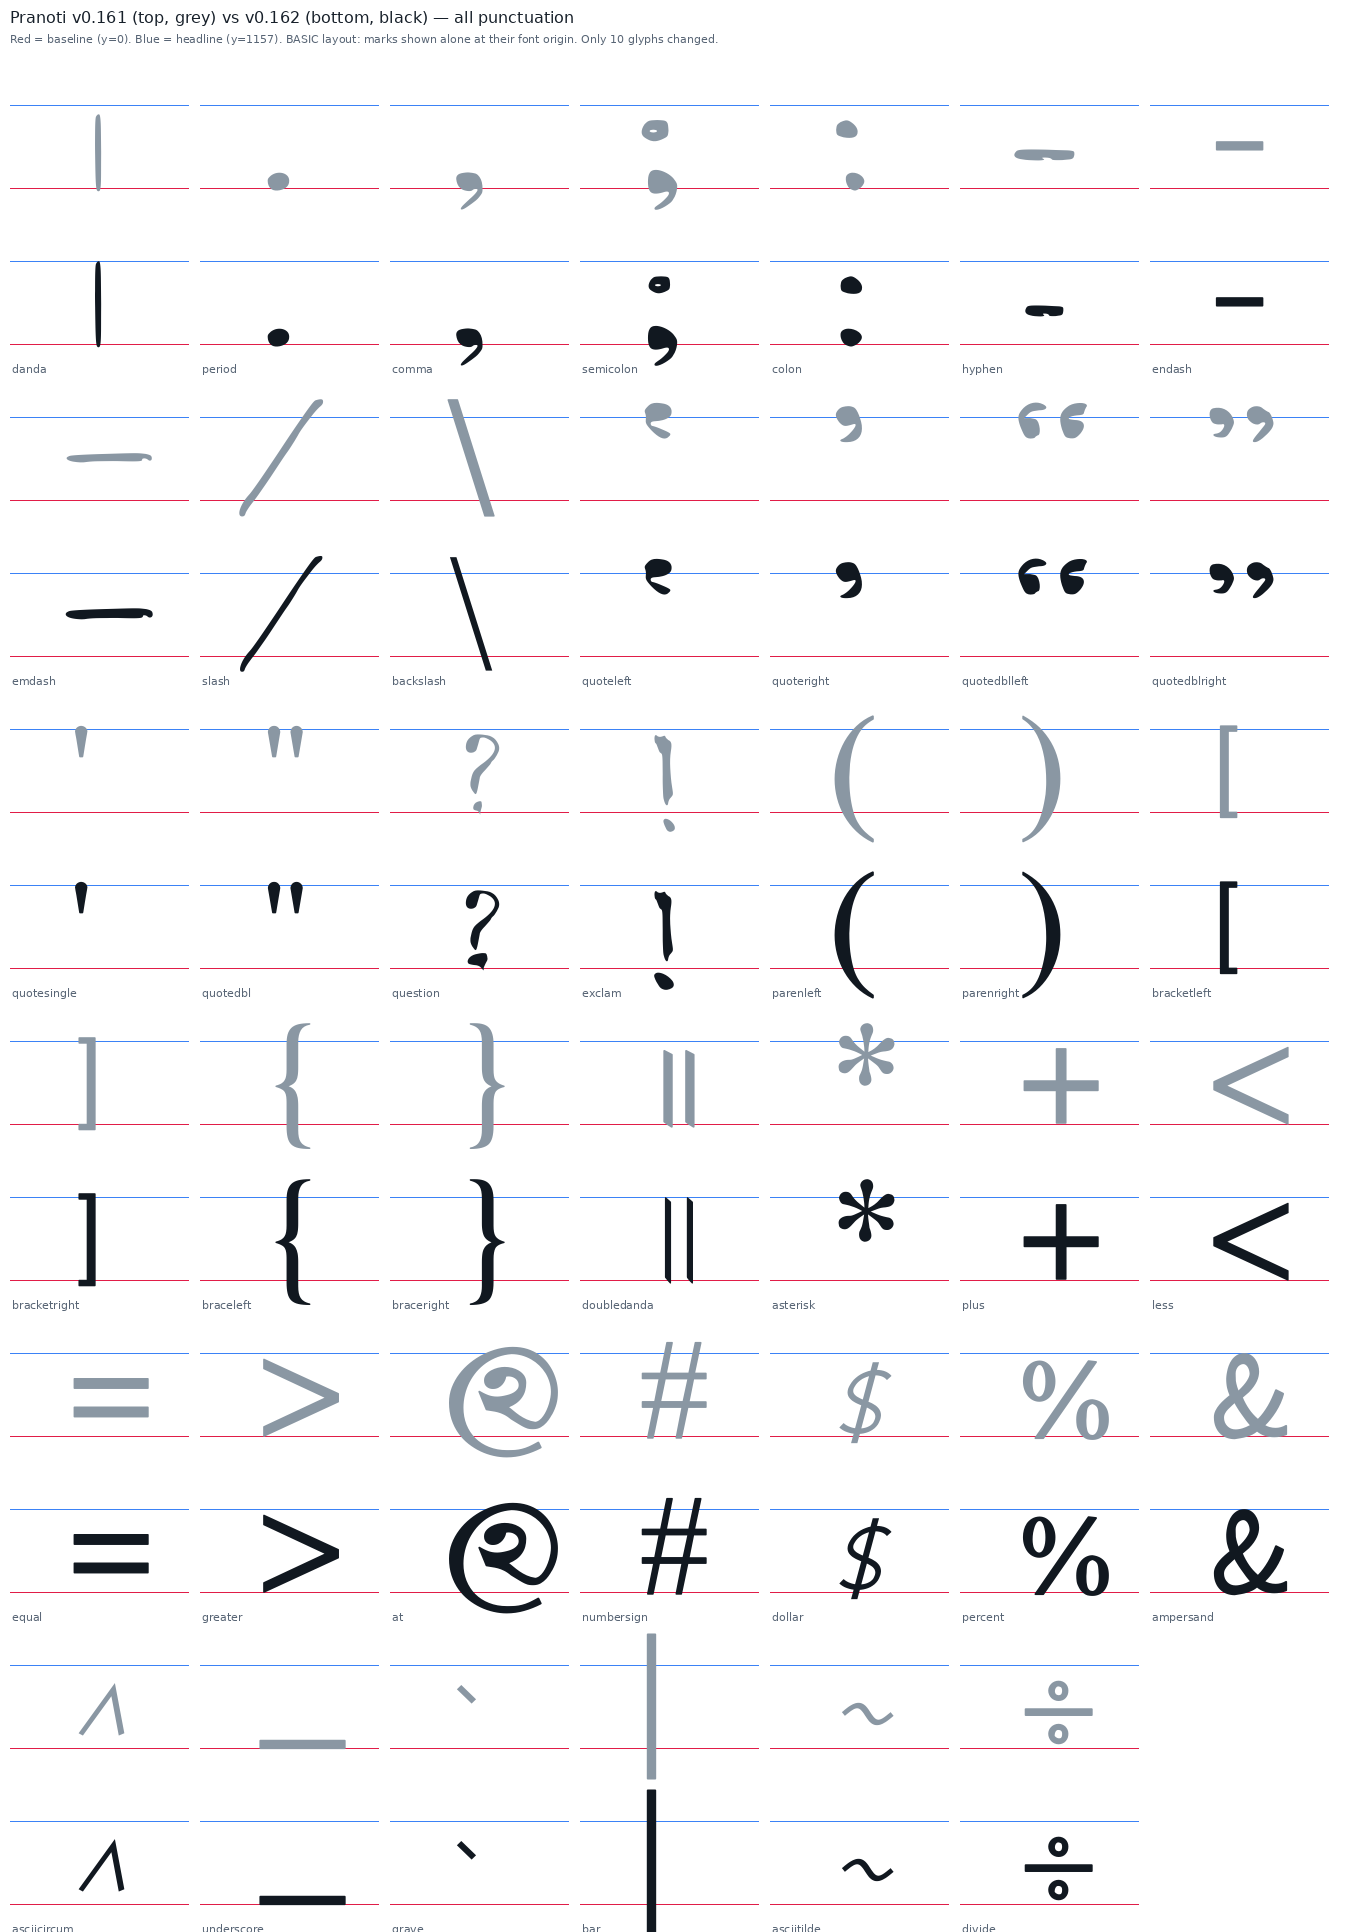 Pranoti v0.161 (top, grey) vs v0.162 (bottom, black) — all punctuation
Red = baseline (y=0). Blue = headline (y=1157). BASIC layout: marks shown alone at their font origin. Only 10 glyphs changed.
। . , ; : - –
। . , ; : - –
danda period comma semicolon colon hyphen endash
— / \ ‘ ’ “ ”
— / \ ‘ ’ “ ”
emdash slash backslash quoteleft quoteright quotedblleft quotedblright
' " ? ! ( ) [
' " ? ! ( ) [
quotesingle quotedbl question exclam parenleft parenright bracketleft
] { } ॥ * + <
] { } ॥ * + <
bracketright braceleft braceright doubledanda asterisk plus less
= > @ # $ % &
= > @ # $ % &
equal greater at numbersign dollar percent ampersand
^ _ ` | ~ ÷
^ _ ` | ~ ÷
asciicircum underscore grave bar asciitilde divide